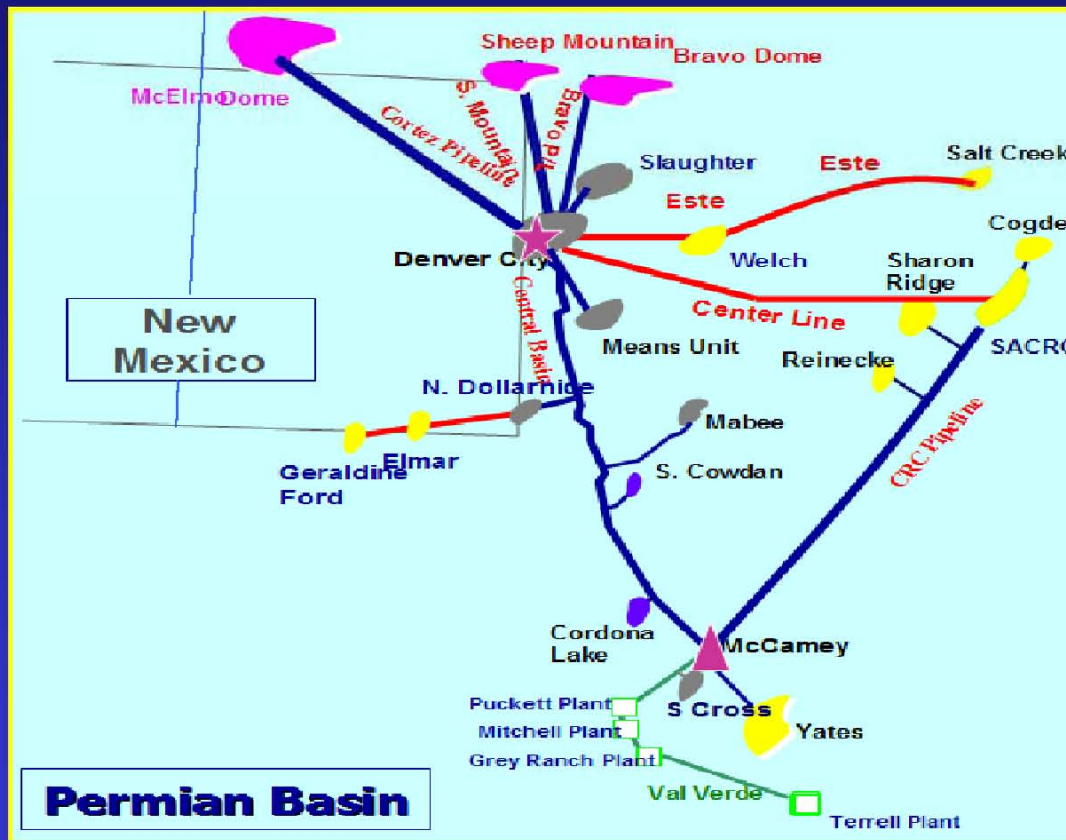 Sheep Mountain
Bravo Dome
McElmo Dome
Cortez Pipeline
S. Mountain
Bravo P/L
Slaughter
Este
Salt Creek
Este
Cogde
Denver City
Welch
Sharon
Ridge
New
Mexico
Central Basin
Center Line
Means Unit
SACRO
Reinecke
N. Dollarhide
Mabee
Elmar
Geraldine
Ford
S. Cowdan
CRC Pipeline
Cordona
Lake
McCamey
Puckett Plant
S Cross
Mitchell Plant
Yates
Grey Ranch Plant
Val Verde
Permian Basin
Terrell Plant